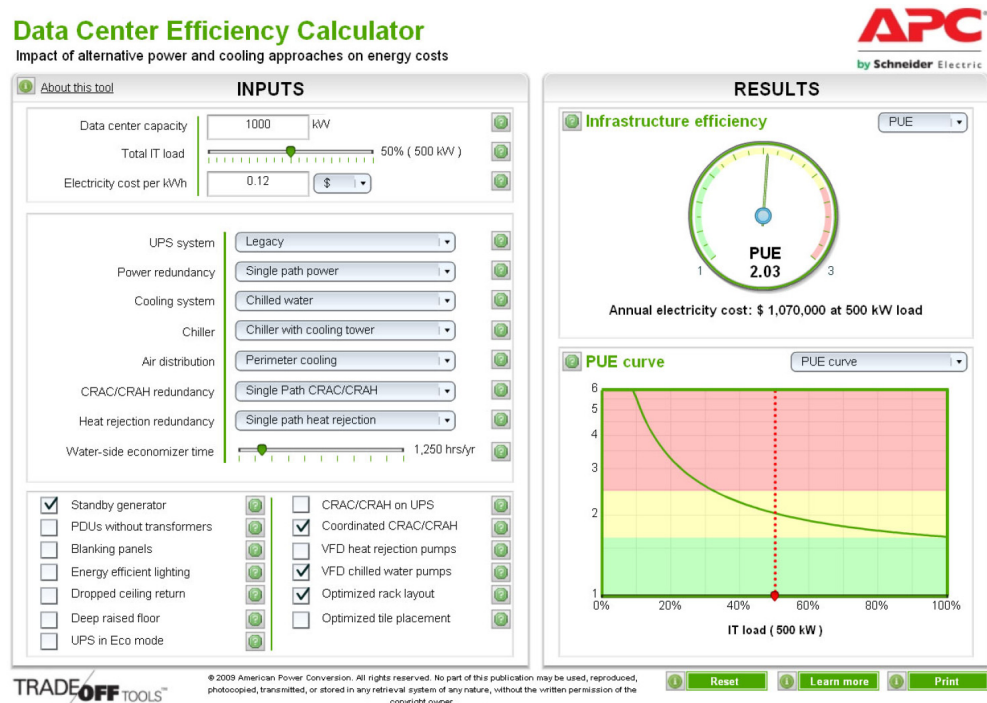 Data Center Efficiency Calculator
Impact of alternative power and cooling approaches on energy costs
APC
by Schneider Electric
About this tool
INPUTS
Data center capacity 1000 kW
Total IT load 50% ( 500 kW )
Electricity cost per kWh 0.12 $
UPS system Legacy
Power redundancy Single path power
Cooling system Chilled water
Chiller Chiller with cooling tower
Air distribution Perimeter cooling
CRAC/CRAH redundancy Single Path CRAC/CRAH
Heat rejection redundancy Single path heat rejection
Water-side economizer time 1,250 hrs/yr
Standby generator
PDUs without transformers
Blanking panels
Energy efficient lighting
Dropped ceiling return
Deep raised floor
UPS in Eco mode
CRAC/CRAH on UPS
Coordinated CRAC/CRAH
VFD heat rejection pumps
VFD chilled water pumps
Optimized rack layout
Optimized tile placement
RESULTS
Infrastructure efficiency PUE
PUE
1 2.03 3
Annual electricity cost: $ 1,070,000 at 500 kW load
PUE curve PUE curve
6
5
4
3
2
1
0% 20% 40% 60% 80% 100%
IT load ( 500 kW )
TRADE OFF TOOLS™
© 2009 American Power Conversion. All rights reserved. No part of this publication may be used, reproduced,
photocopied, transmitted, or stored in any retrieval system of any nature, without the written permission of the
copyright owner.
Reset Learn more Print